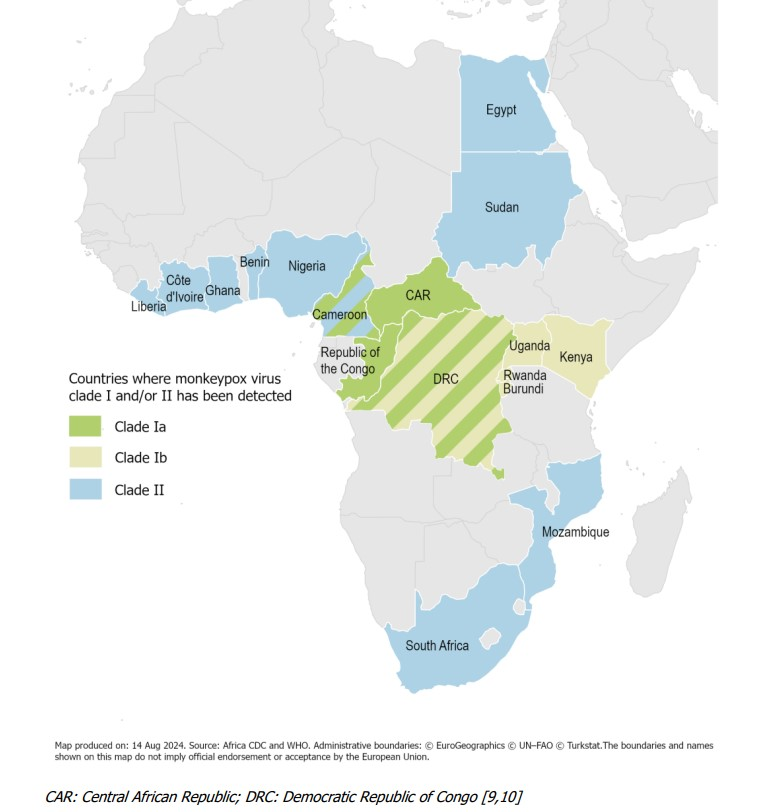 Egypt
Sudan
Benin
Nigeria
Côte
d'Ivoire
Ghana
Liberia
CAR
Cameroon
Uganda
Republic of
the Congo
Kenya
DRC
Rwanda
Burundi
Countries where monkeypox virus
clade I and/or II has been detected
Clade Ia
Clade Ib
Clade II
Mozambique
South Africa
Map produced on: 14 Aug 2024. Source: Africa CDC and WHO. Administrative boundaries: © EuroGeographics © UN–FAO © Turkstat.The boundaries and names
shown on this map do not imply official endorsement or acceptance by the European Union.
CAR: Central African Republic; DRC: Democratic Republic of Congo [9,10]